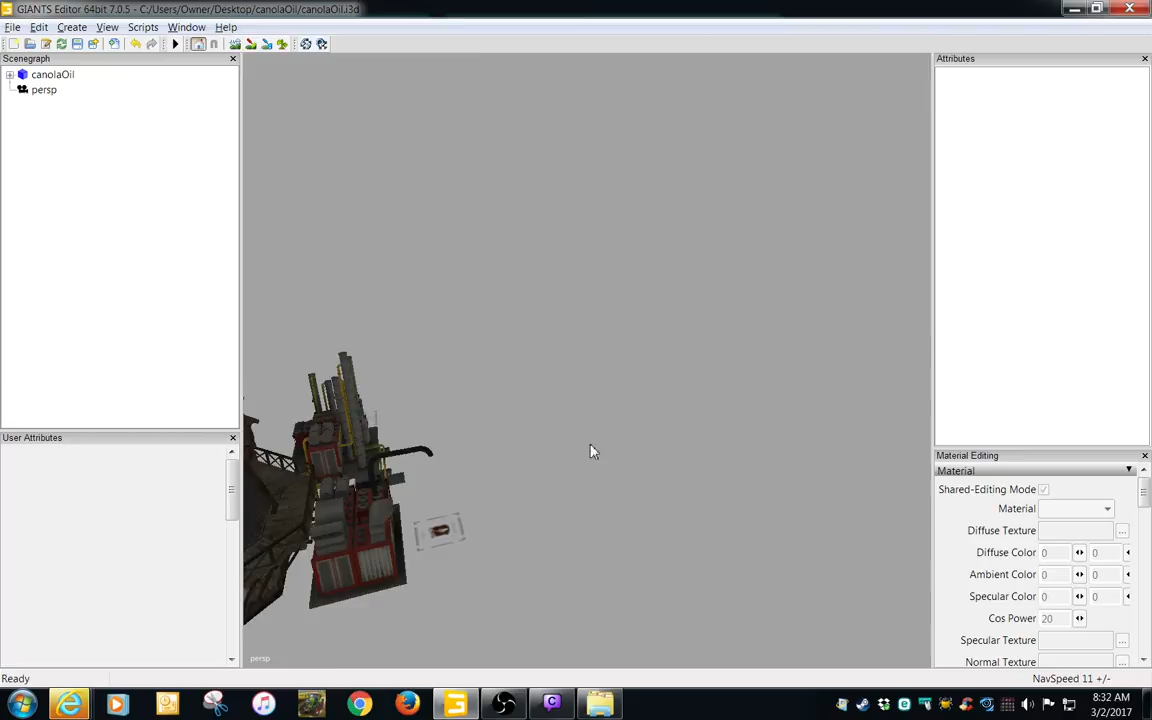 GIANTS Editor 64bit 7.0.5 - C:/Users/Owner/Desktop/canolaOil/canolaOil.i3d
File Edit Create View Scripts Window Help
Scenegraph
canolaOil
persp
User Attributes
persp
Attributes
Material Editing
Material
Shared-Editing Mode
Material
Diffuse Texture ...
Diffuse Color 0 0
Ambient Color 0 0
Specular Color 0 0
Cos Power 20
Specular Texture ...
Normal Texture ...
Ready
NavSpeed 11 +/-
8:32 AM
3/2/2017